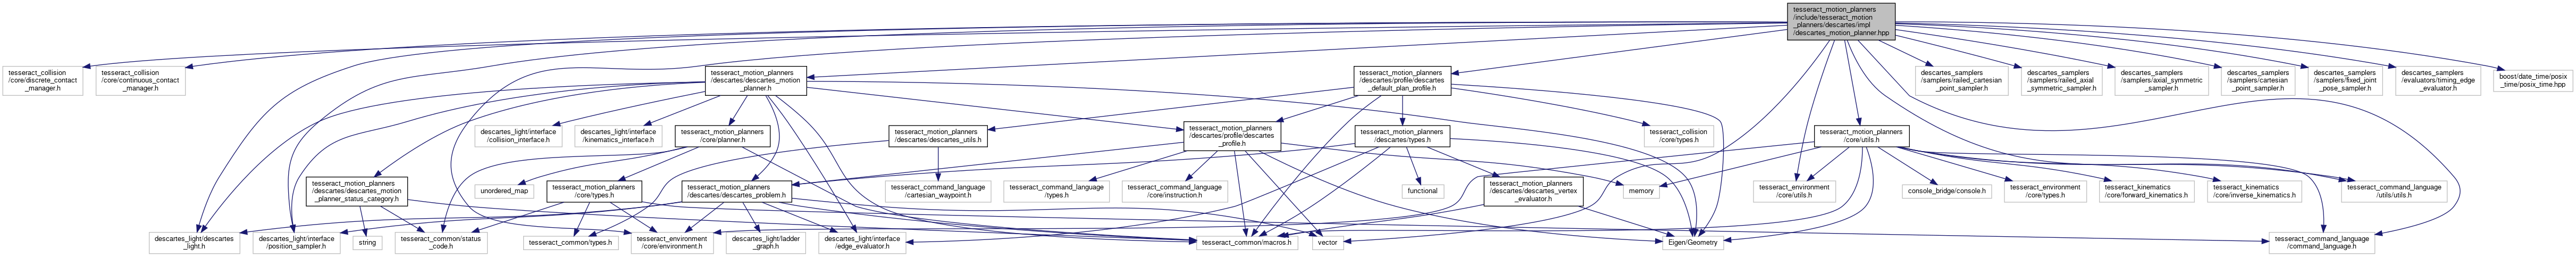 tesseract_motion_planners
/include/tesseract_motion
_planners/descartes/impl
/descartes_motion_planner.hpp
tesseract_collision
/core/discrete_contact
_manager.h
tesseract_collision
/core/continuous_contact
_manager.h
tesseract_motion_planners
/descartes/descartes_motion
_planner.h
tesseract_motion_planners
/descartes/profile/descartes
_default_plan_profile.h
descartes_samplers
/samplers/railed_cartesian
_point_sampler.h
descartes_samplers
/samplers/railed_axial
_symmetric_sampler.h
descartes_samplers
/samplers/axial_symmetric
_sampler.h
descartes_samplers
/samplers/cartesian
_point_sampler.h
descartes_samplers
/samplers/fixed_joint
_pose_sampler.h
descartes_samplers
/evaluators/timing_edge
_evaluator.h
boost/date_time/posix
_time/posix_time.hpp
descartes_light/interface
/collision_interface.h
descartes_light/interface
/kinematics_interface.h
tesseract_motion_planners
/core/planner.h
tesseract_motion_planners
/descartes/descartes_utils.h
tesseract_motion_planners
/descartes/profile/descartes
_profile.h
tesseract_motion_planners
/descartes/types.h
tesseract_collision
/core/types.h
tesseract_motion_planners
/core/utils.h
tesseract_motion_planners
/descartes/descartes_motion
_planner_status_category.h
unordered_map
tesseract_motion_planners
/core/types.h
tesseract_motion_planners
/descartes/descartes_problem.h
tesseract_command_language
/cartesian_waypoint.h
tesseract_command_language
/types.h
tesseract_command_language
/core/instruction.h
functional
tesseract_motion_planners
/descartes/descartes_vertex
_evaluator.h
memory
tesseract_environment
/core/utils.h
console_bridge/console.h
tesseract_environment
/core/types.h
tesseract_kinematics
/core/forward_kinematics.h
tesseract_kinematics
/core/inverse_kinematics.h
tesseract_command_language
/utils/utils.h
descartes_light/descartes
_light.h
descartes_light/interface
/position_sampler.h
string
tesseract_common/status
_code.h
tesseract_common/types.h
tesseract_environment
/core/environment.h
descartes_light/ladder
_graph.h
descartes_light/interface
/edge_evaluator.h
tesseract_common/macros.h
vector
Eigen/Geometry
tesseract_command_language
/command_language.h